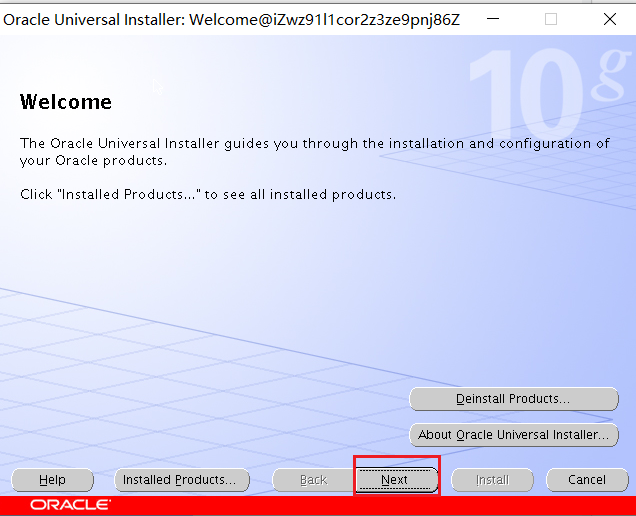 Oracle Universal Installer: Welcome@iZwz91l1cor2z3ze9pnj86Z
10g
Welcome
The Oracle Universal Installer guides you through the installation and configuration of
your Oracle products.
Click "Installed Products..." to see all installed products.
Deinstall Products...
About Oracle Universal Installer...
Help
Installed Products...
Back
Next
Install
Cancel
ORACLE